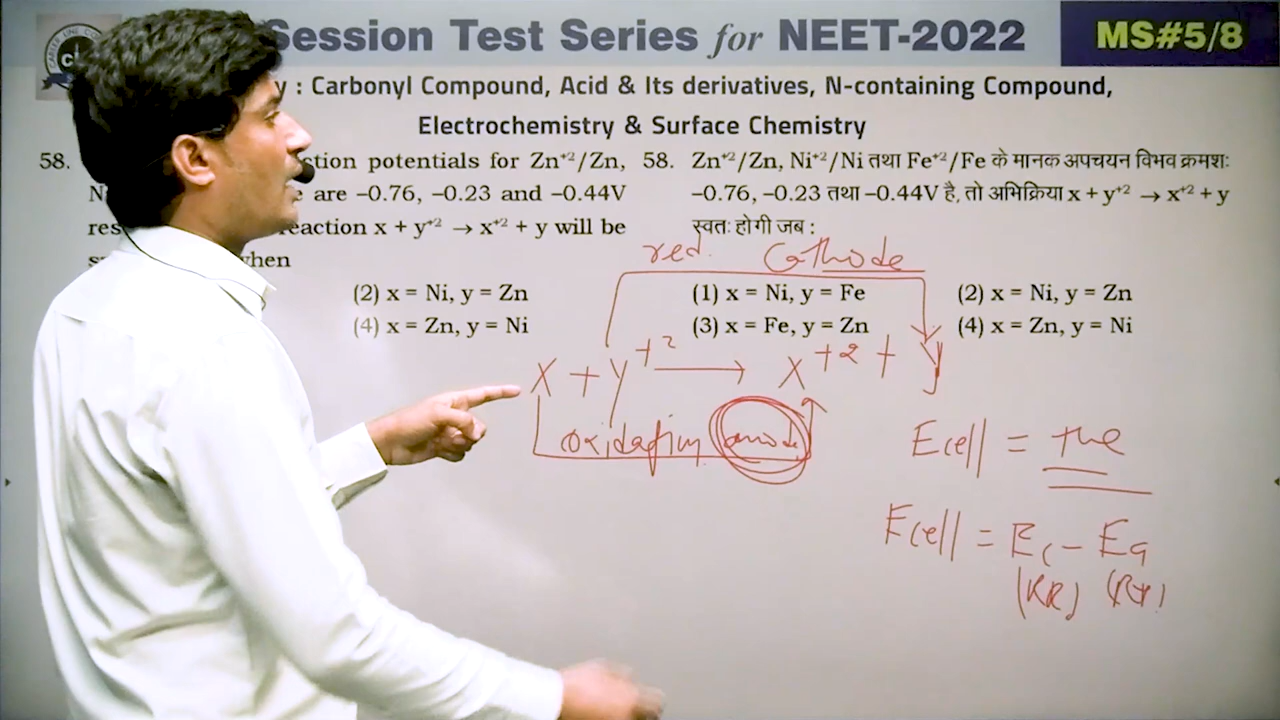 Session Test Series for NEET-2022
MS#5/8
y : Carbonyl Compound, Acid & Its derivatives, N-containing Compound,
Electrochemistry & Surface Chemistry
58.
ction potentials for Zn⁺²/Zn,
N
are –0.76, –0.23 and –0.44V
res
eaction x + y⁺² → x⁺² + y will be
when
(2) x = Ni, y = Zn
(4) x = Zn, y = Ni
58. Zn⁺²/Zn, Ni⁺²/Ni तथा Fe⁺²/Fe के मानक अपचयन विभव क्रमशः
–0.76, –0.23 तथा –0.44V है, तो अभिक्रिया x + y⁺² → x⁺² + y
स्वतः होगी जब :
(1) x = Ni, y = Fe
(2) x = Ni, y = Zn
(3) x = Fe, y = Zn
(4) x = Zn, y = Ni
red. Cathode
X + y⁺² → X⁺² + y
oxidation anode
Ecell = +ve
Ecell = Ec – Ea